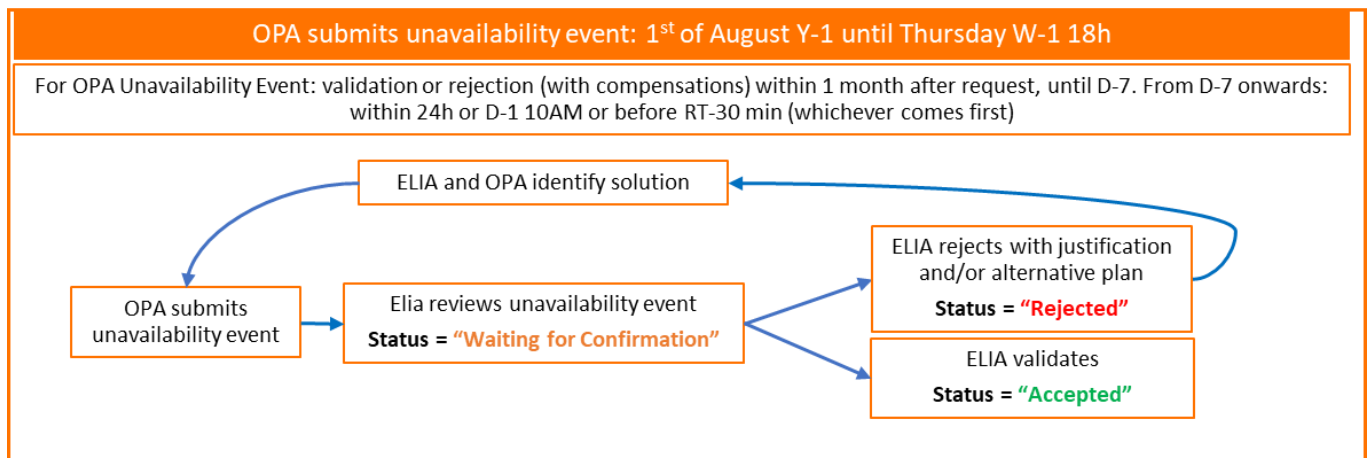 OPA submits unavailability event: 1st of August Y-1 until Thursday W-1 18h
For OPA Unavailability Event: validation or rejection (with compensations) within 1 month after request, until D-7. From D-7 onwards:
within 24h or D-1 10AM or before RT-30 min (whichever comes first)
ELIA and OPA identify solution
ELIA rejects with justification
and/or alternative plan
Status = “Rejected”
OPA submits
unavailability event
Elia reviews unavailability event
Status = “Waiting for Confirmation”
ELIA validates
Status = “Accepted”